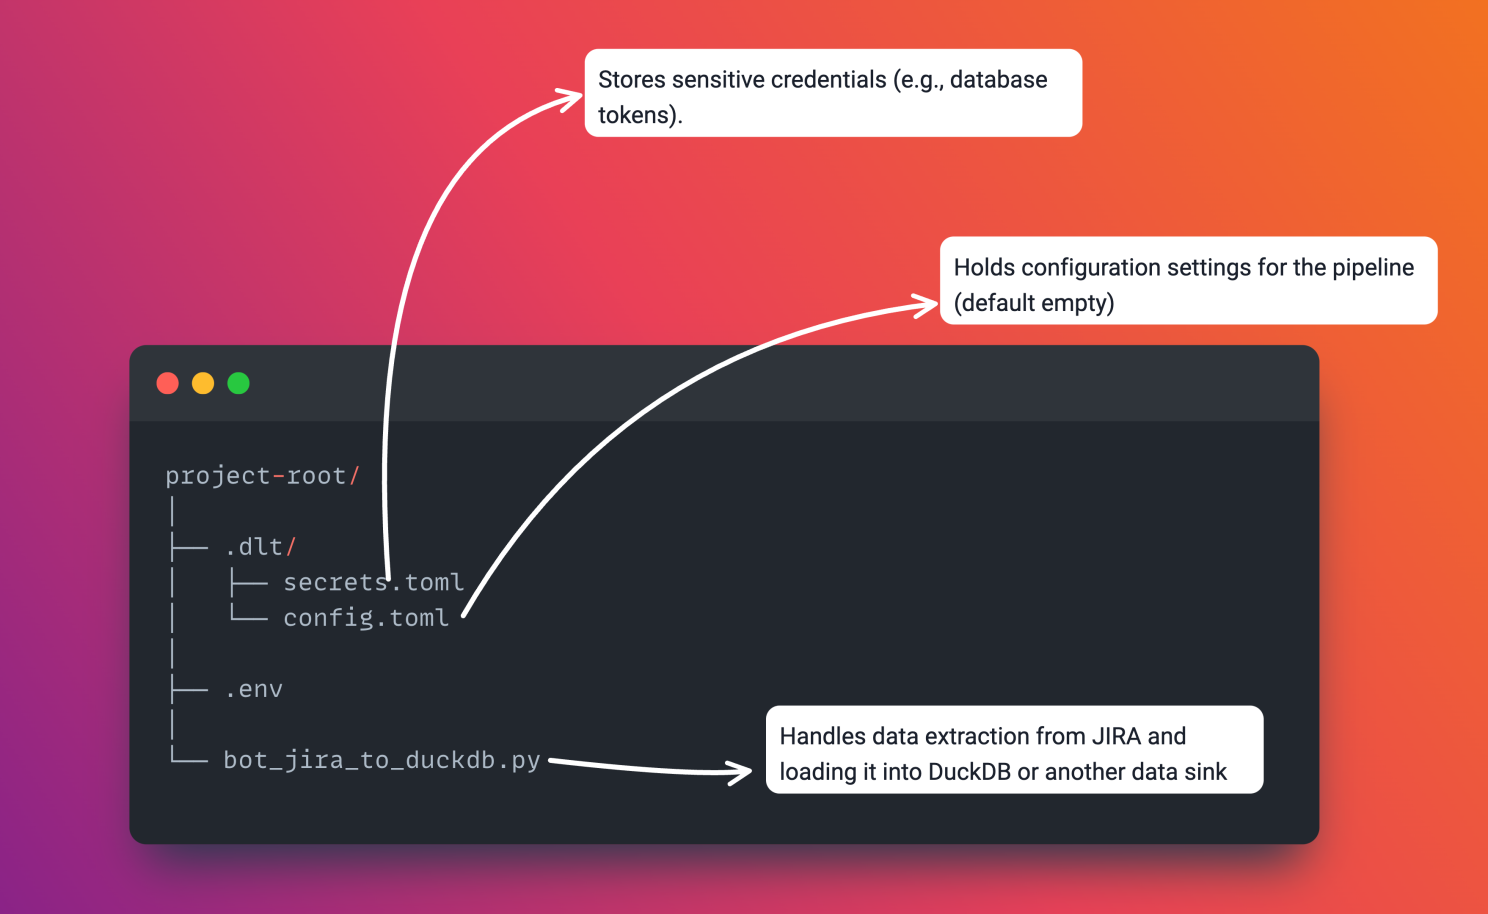 Stores sensitive credentials (e.g., database
tokens).
Holds configuration settings for the pipeline
(default empty)
project-root/
│
├── .dlt/
│   ├── secrets.toml
│   └── config.toml
│
├── .env
│
└── bot_jira_to_duckdb.py
Handles data extraction from JIRA and
loading it into DuckDB or another data sink